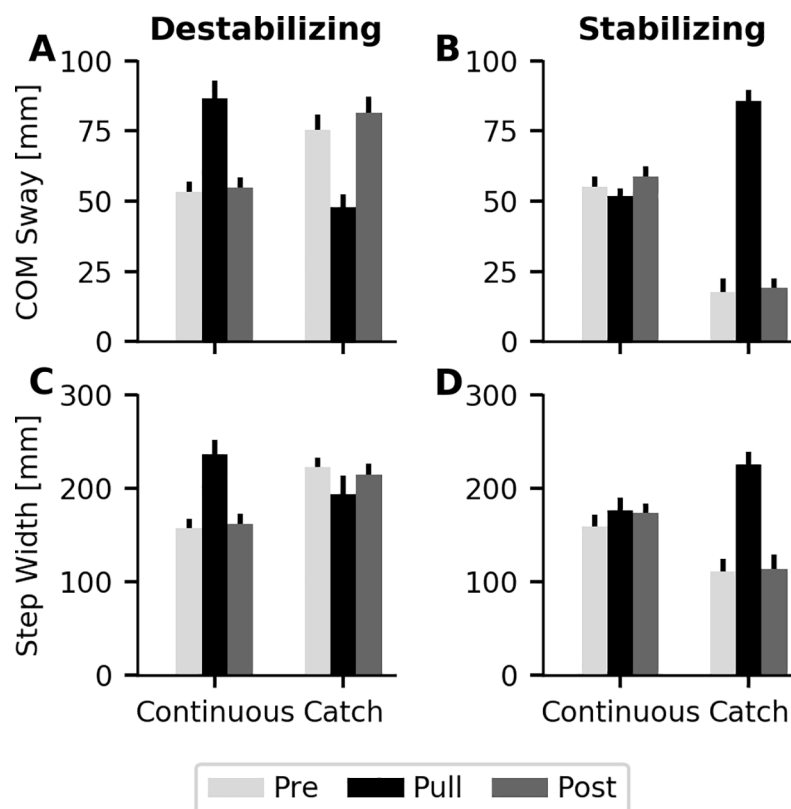 Destabilizing
Stabilizing
A
B
COM Sway [mm]
100
75
50
25
0
100
75
50
25
0
C
D
Step Width [mm]
300
200
100
0
300
200
100
0
Continuous Catch
Continuous Catch
Pre Pull Post